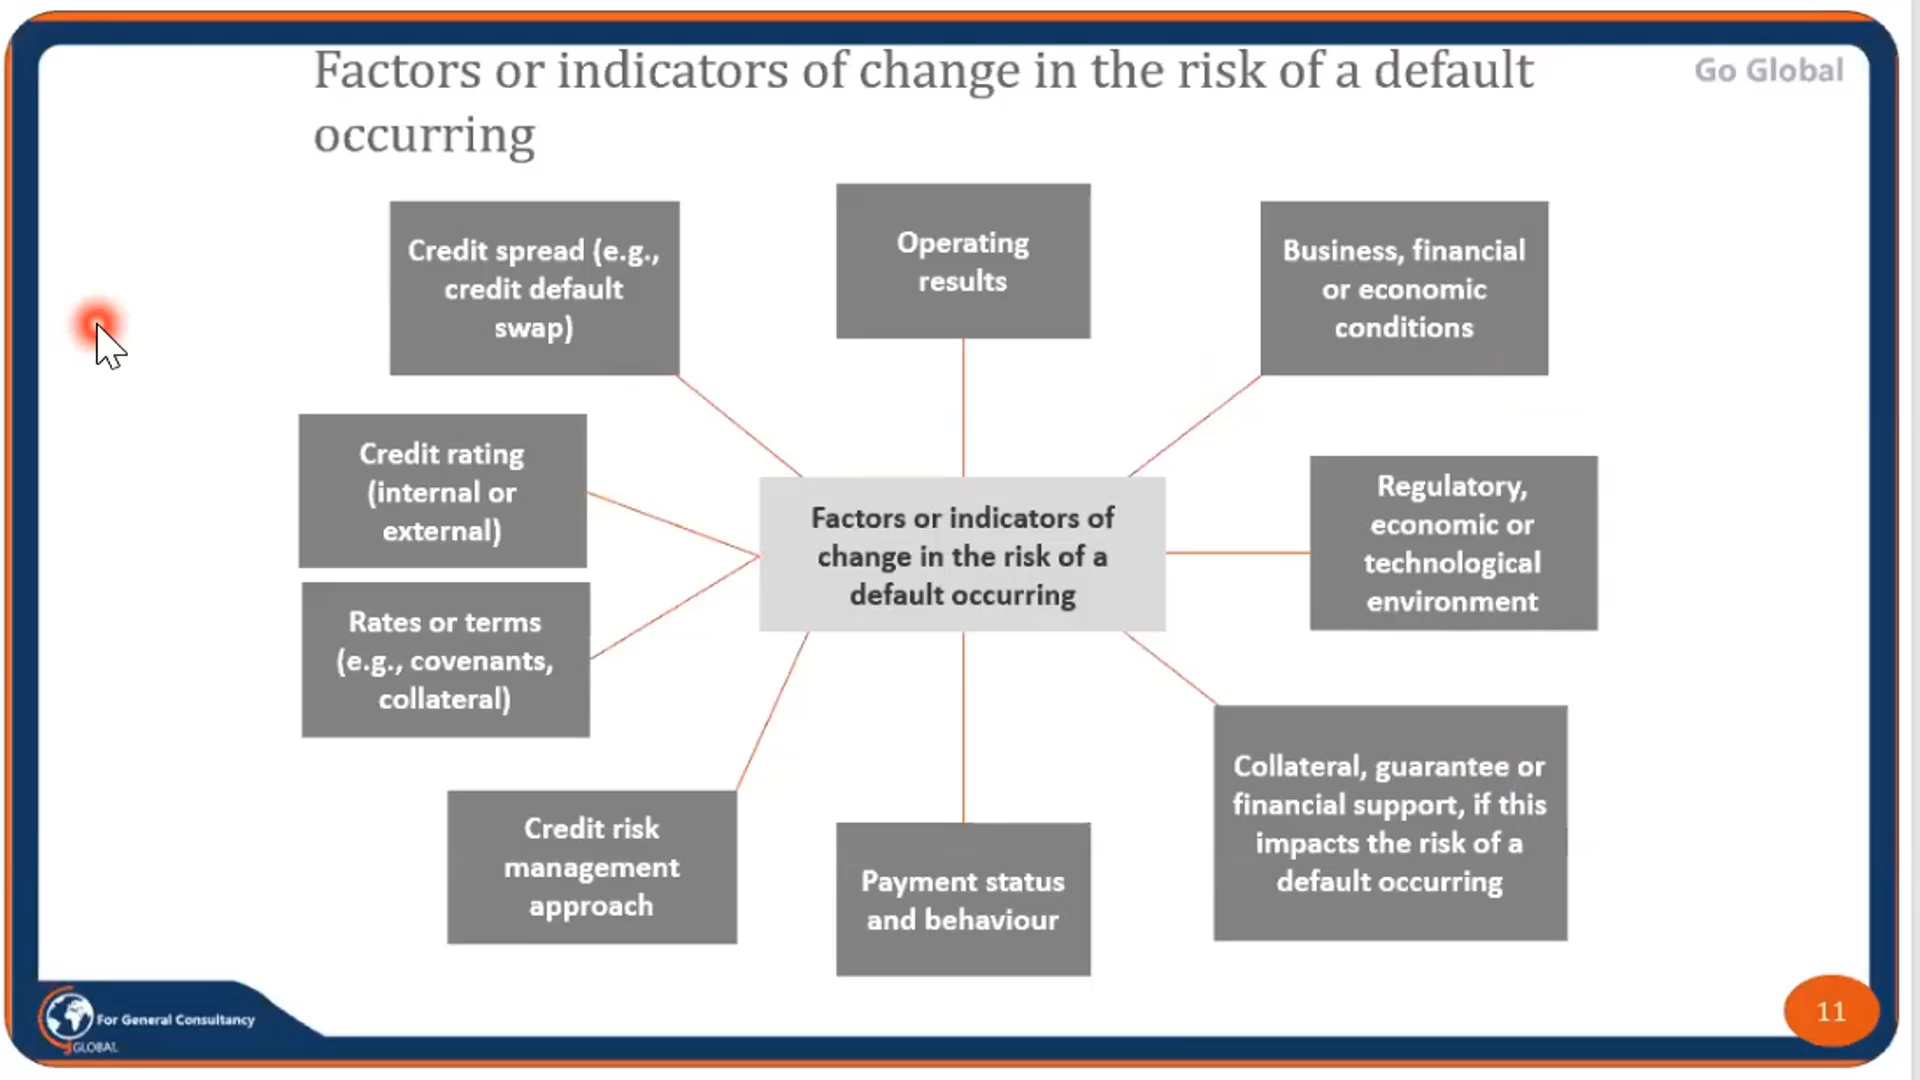 Factors or indicators of change in the risk of a default
occurring
Go Global
Credit spread (e.g.,
credit default
swap)
Operating
results
Business, financial
or economic
conditions
Credit rating
(internal or
external)
Factors or indicators of
change in the risk of a
default occurring
Regulatory,
economic or
technological
environment
Rates or terms
(e.g., covenants,
collateral)
Credit risk
management
approach
Payment status
and behaviour
Collateral, guarantee or
financial support, if this
impacts the risk of a
default occurring
For General Consultancy
GLOBAL
11